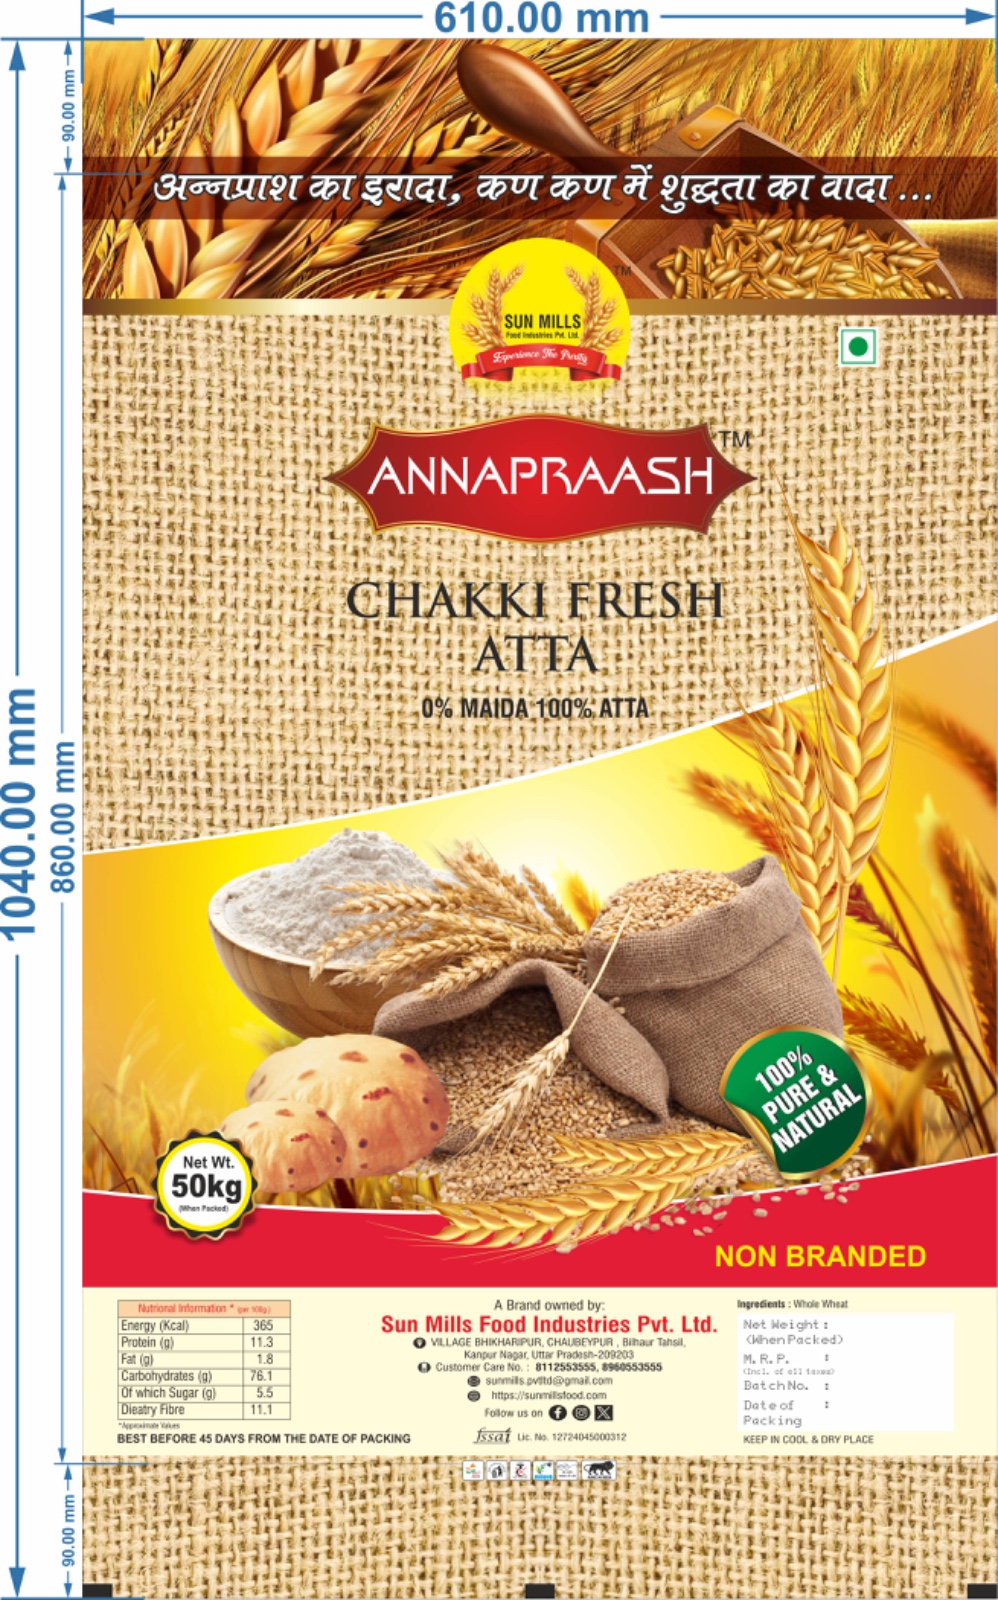 610.00 mm
90.00 mm
अन्नप्राश का इरादा, कण कण में शुद्धता का वादा ...
TM
SUN MILLS
Food Industries Pvt. Ltd.
Experience The Purity
ANNAPRAASH TM
CHAKKI FRESH
ATTA
0% MAIDA 100% ATTA
1040.00 mm
860.00 mm
100%
PURE &
NATURAL
Net Wt.
50kg
(When Packed)
NON BRANDED
Nutrional Information * (per 100g.)
Energy (Kcal) 365
Protein (g) 11.3
Fat (g) 1.8
Carbohydrates (g) 76.1
Of which Sugar (g) 5.5
Dieatry Fibre 11.1
*Approximate Values
BEST BEFORE 45 DAYS FROM THE DATE OF PACKING
A Brand owned by:
Sun Mills Food Industries Pvt. Ltd.
VILLAGE BHIKHARIPUR, CHAUBEYPUR , Bilhaur Tahsil,
Kanpur Nagar, Uttar Pradesh-209203
Customer Care No. : 8112553555, 8960553555
sunmills.pvtltd@gmail.com
https://sunmillsfood.com
Follow us on
fssai Lic. No. 12724045000312
Ingredients : Whole Wheat
Net Weight :
(When Packed)
M. R. P. :
(Incl. of all taxes)
Batch No. :
Date of :
Packing
KEEP IN COOL & DRY PLACE
90.00 mm